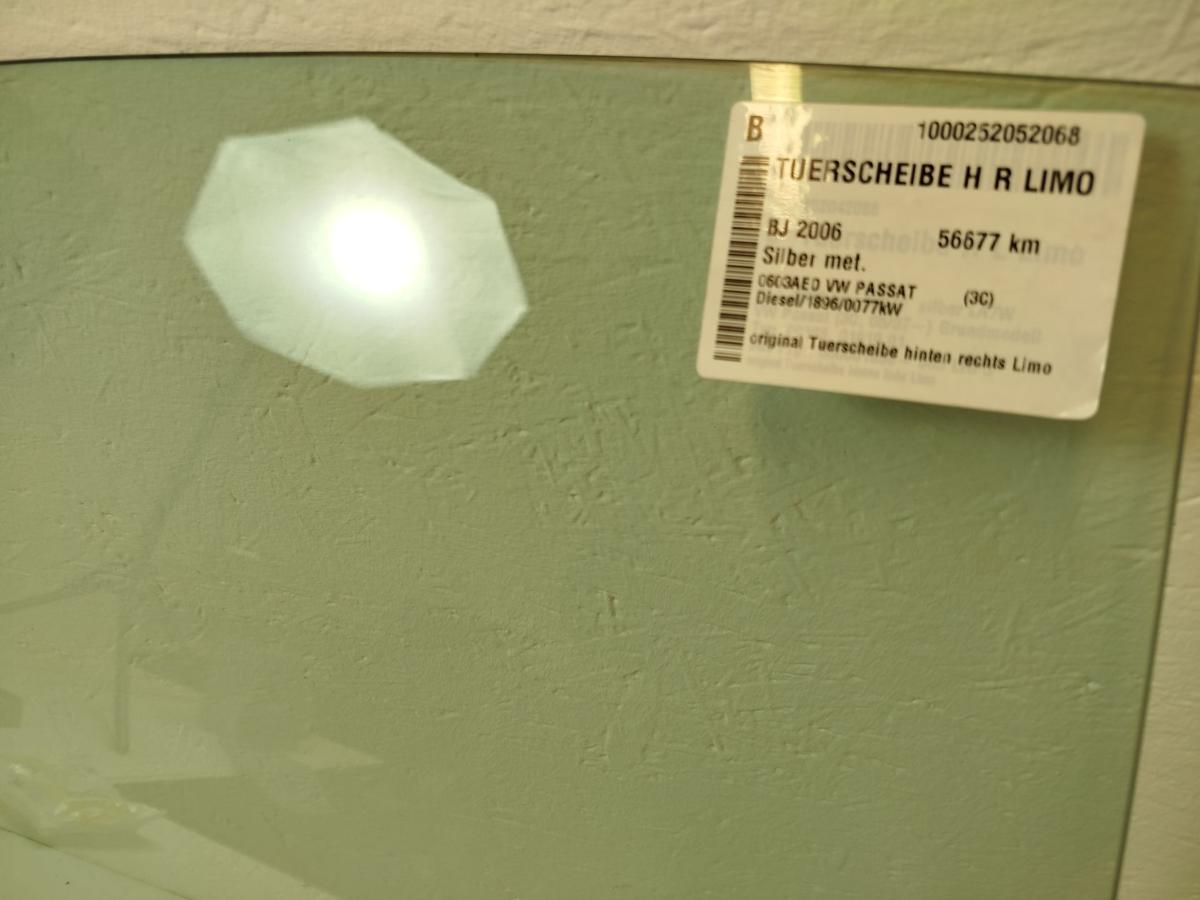 B 1000252052068
TUERSCHEIBE H R LIMO
BJ 2006 56677 km
Silber met.
0603AED VW PASSAT (3C)
Diesel/1896/0077kW
original Tuerscheibe hinten rechts Limo